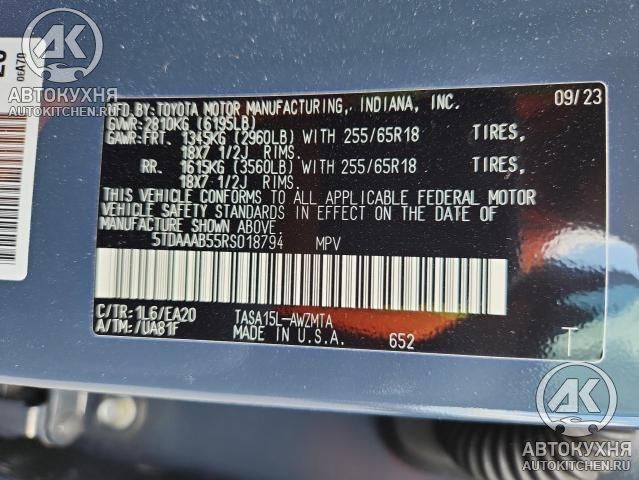 АК
АВТОКУХНЯ
AUTOKITCHEN.RU
06A70
MFD.BY:TOYOTA MOTOR MANUFACTURING, INDIANA, INC. 09/23
GVWR:2810KG (6195LB)
GAWR:FRT. 1345KG (2960LB) WITH 255/65R18 TIRES,
18X7 1/2J RIMS.
RR. 1615KG (3560LB) WITH 255/65R18 TIRES,
18X7 1/2J RIMS.
THIS VEHICLE CONFORMS TO ALL APPLICABLE FEDERAL MOTOR
VEHICLE SAFETY STANDARDS IN EFFECT ON THE DATE OF
MANUFACTURE SHOWN ABOVE.
5TDAAAB55RS018794 MPV
C/TR:1L6/EA20 TASA15L-AWZMTA
A/TM:/UA81F MADE IN U.S.A. 652 T
АК
АВТОКУХНЯ
AUTOKITCHEN.RU